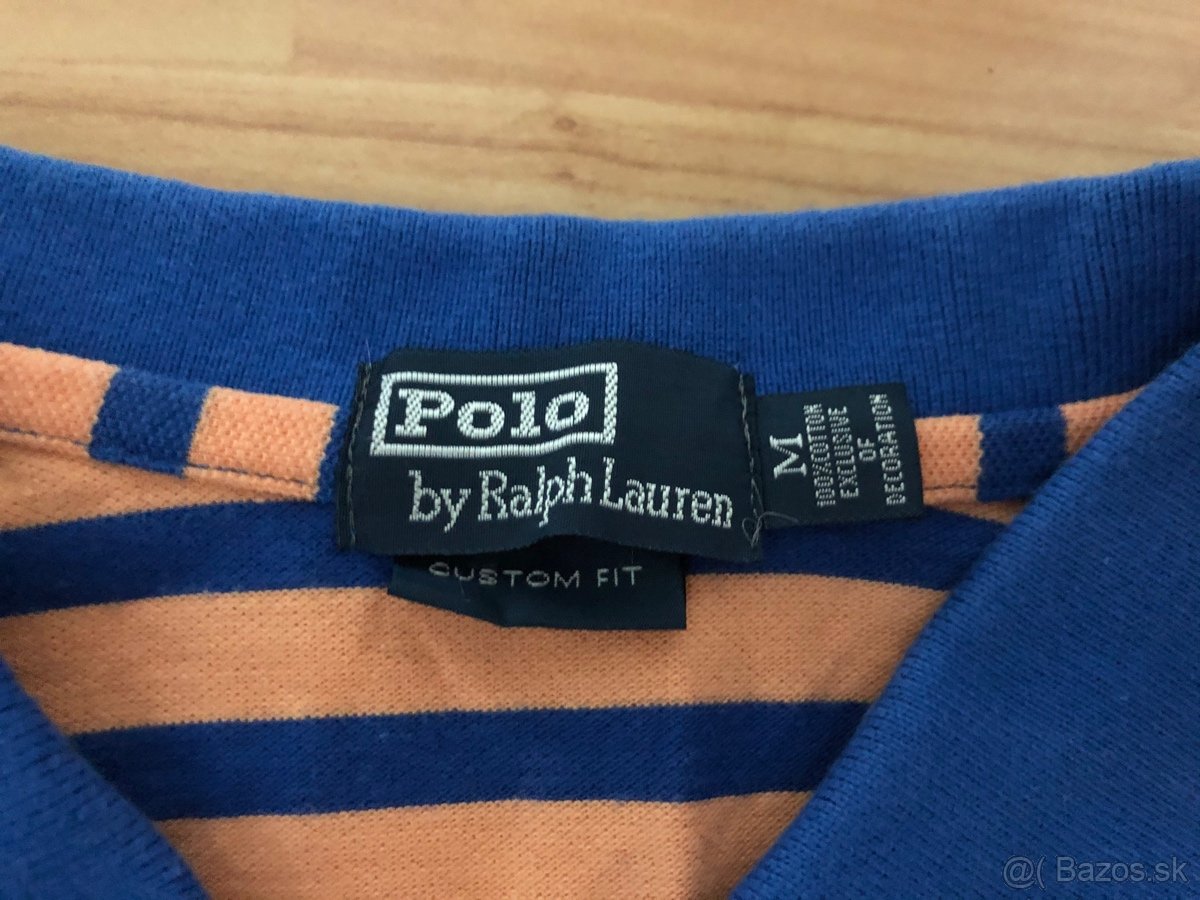 Polo
by Ralph Lauren
CUSTOM FIT
M
100% COTTON
EXCLUSIVE
OF
DECORATION
@( Bazos.sk